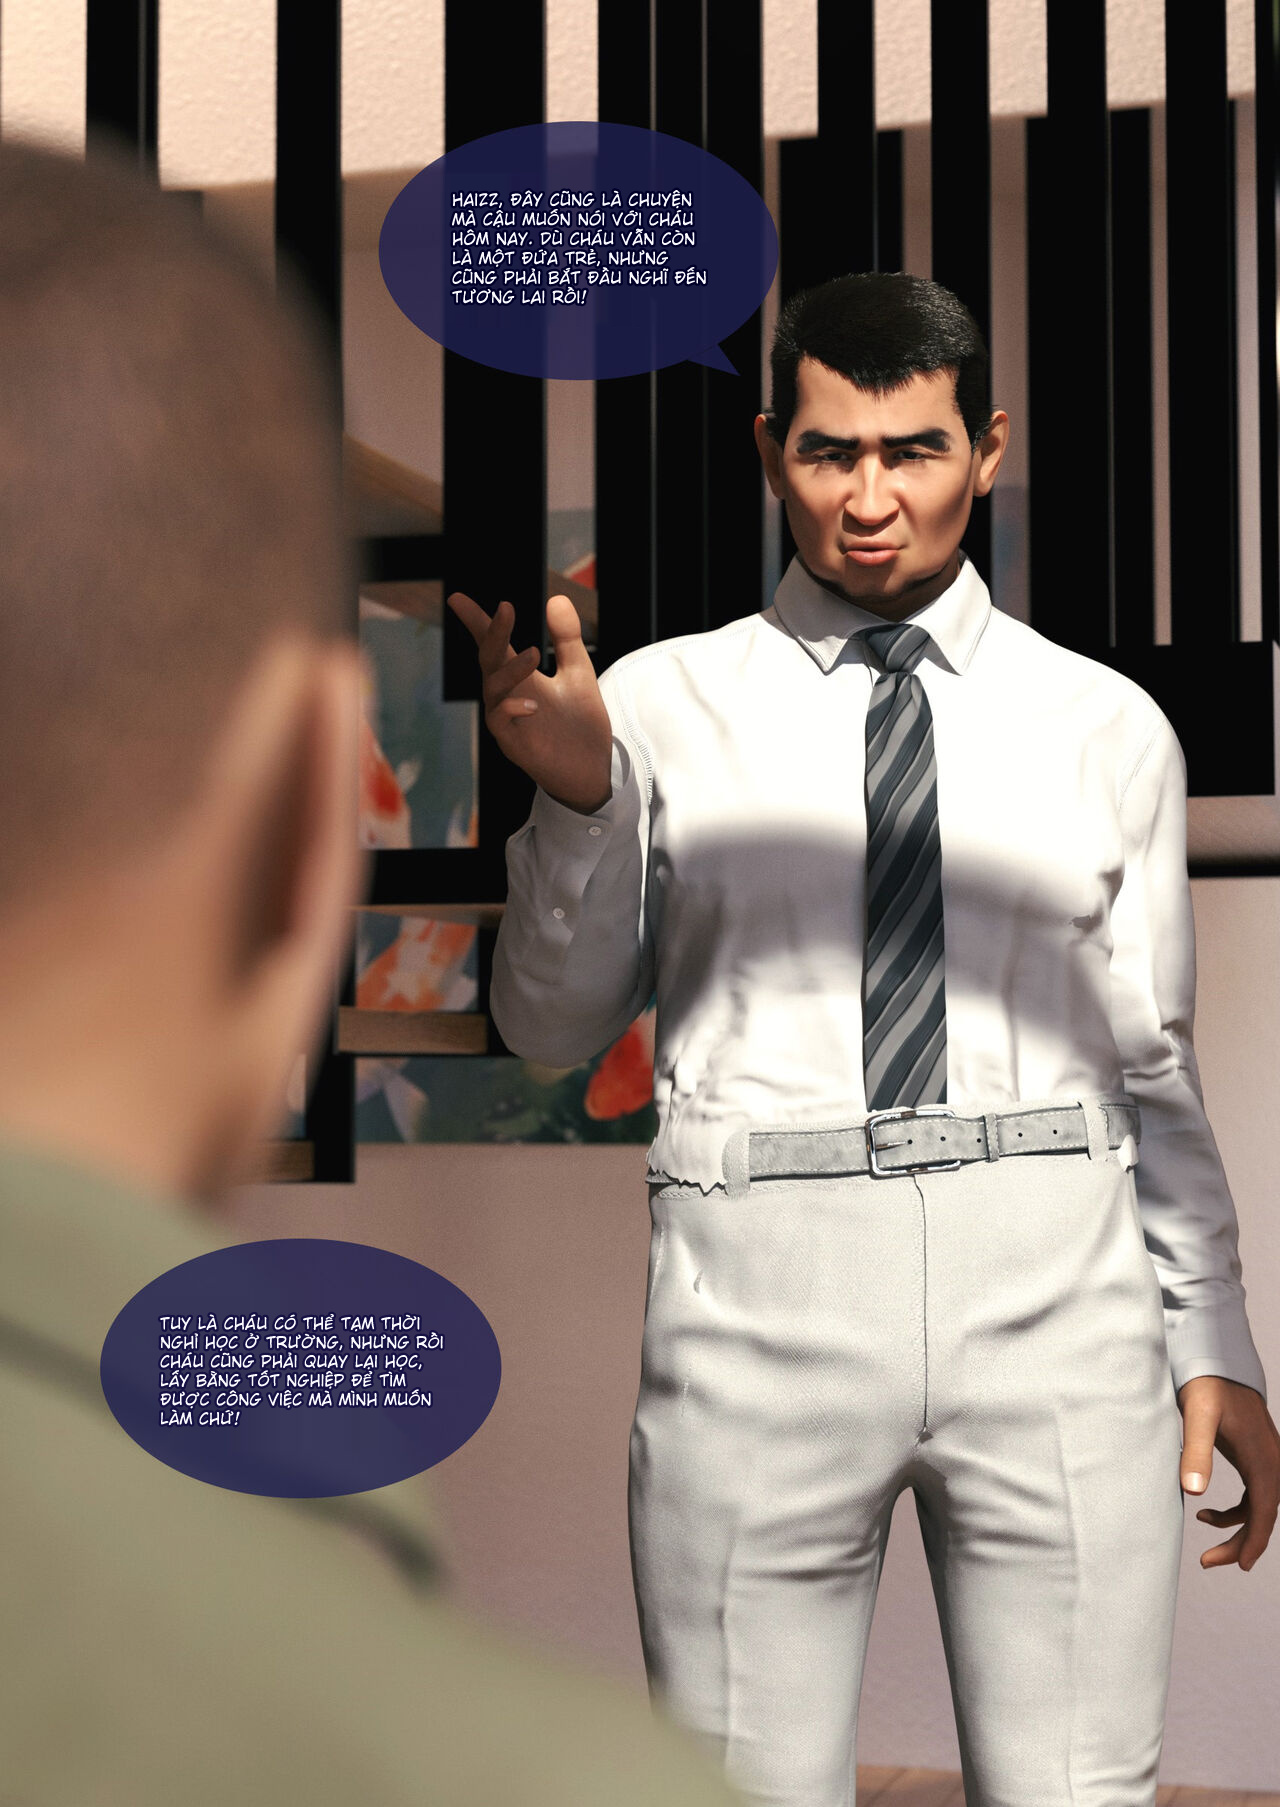 HAIZZ, ĐÂY CŨNG LÀ CHUYỆN
MÀ CẬU MUỐN NÓI VỚI CHÁU
HÔM NAY. DÙ CHÁU VẪN CÒN
LÀ MỘT ĐỨA TRẺ, NHƯNG
CŨNG PHẢI BẮT ĐẦU NGHĨ ĐẾN
TƯƠNG LAI RỒI!
TUY LÀ CHÁU CÓ THỂ TẠM THỜI
NGHỈ HỌC Ở TRƯỜNG, NHƯNG RỒI
CHÁU CŨNG PHẢI QUAY LẠI HỌC,
LẤY BẰNG TỐT NGHIỆP ĐỂ TÌM
ĐƯỢC CÔNG VIỆC MÀ MÌNH MUỐN
LÀM CHỨ!